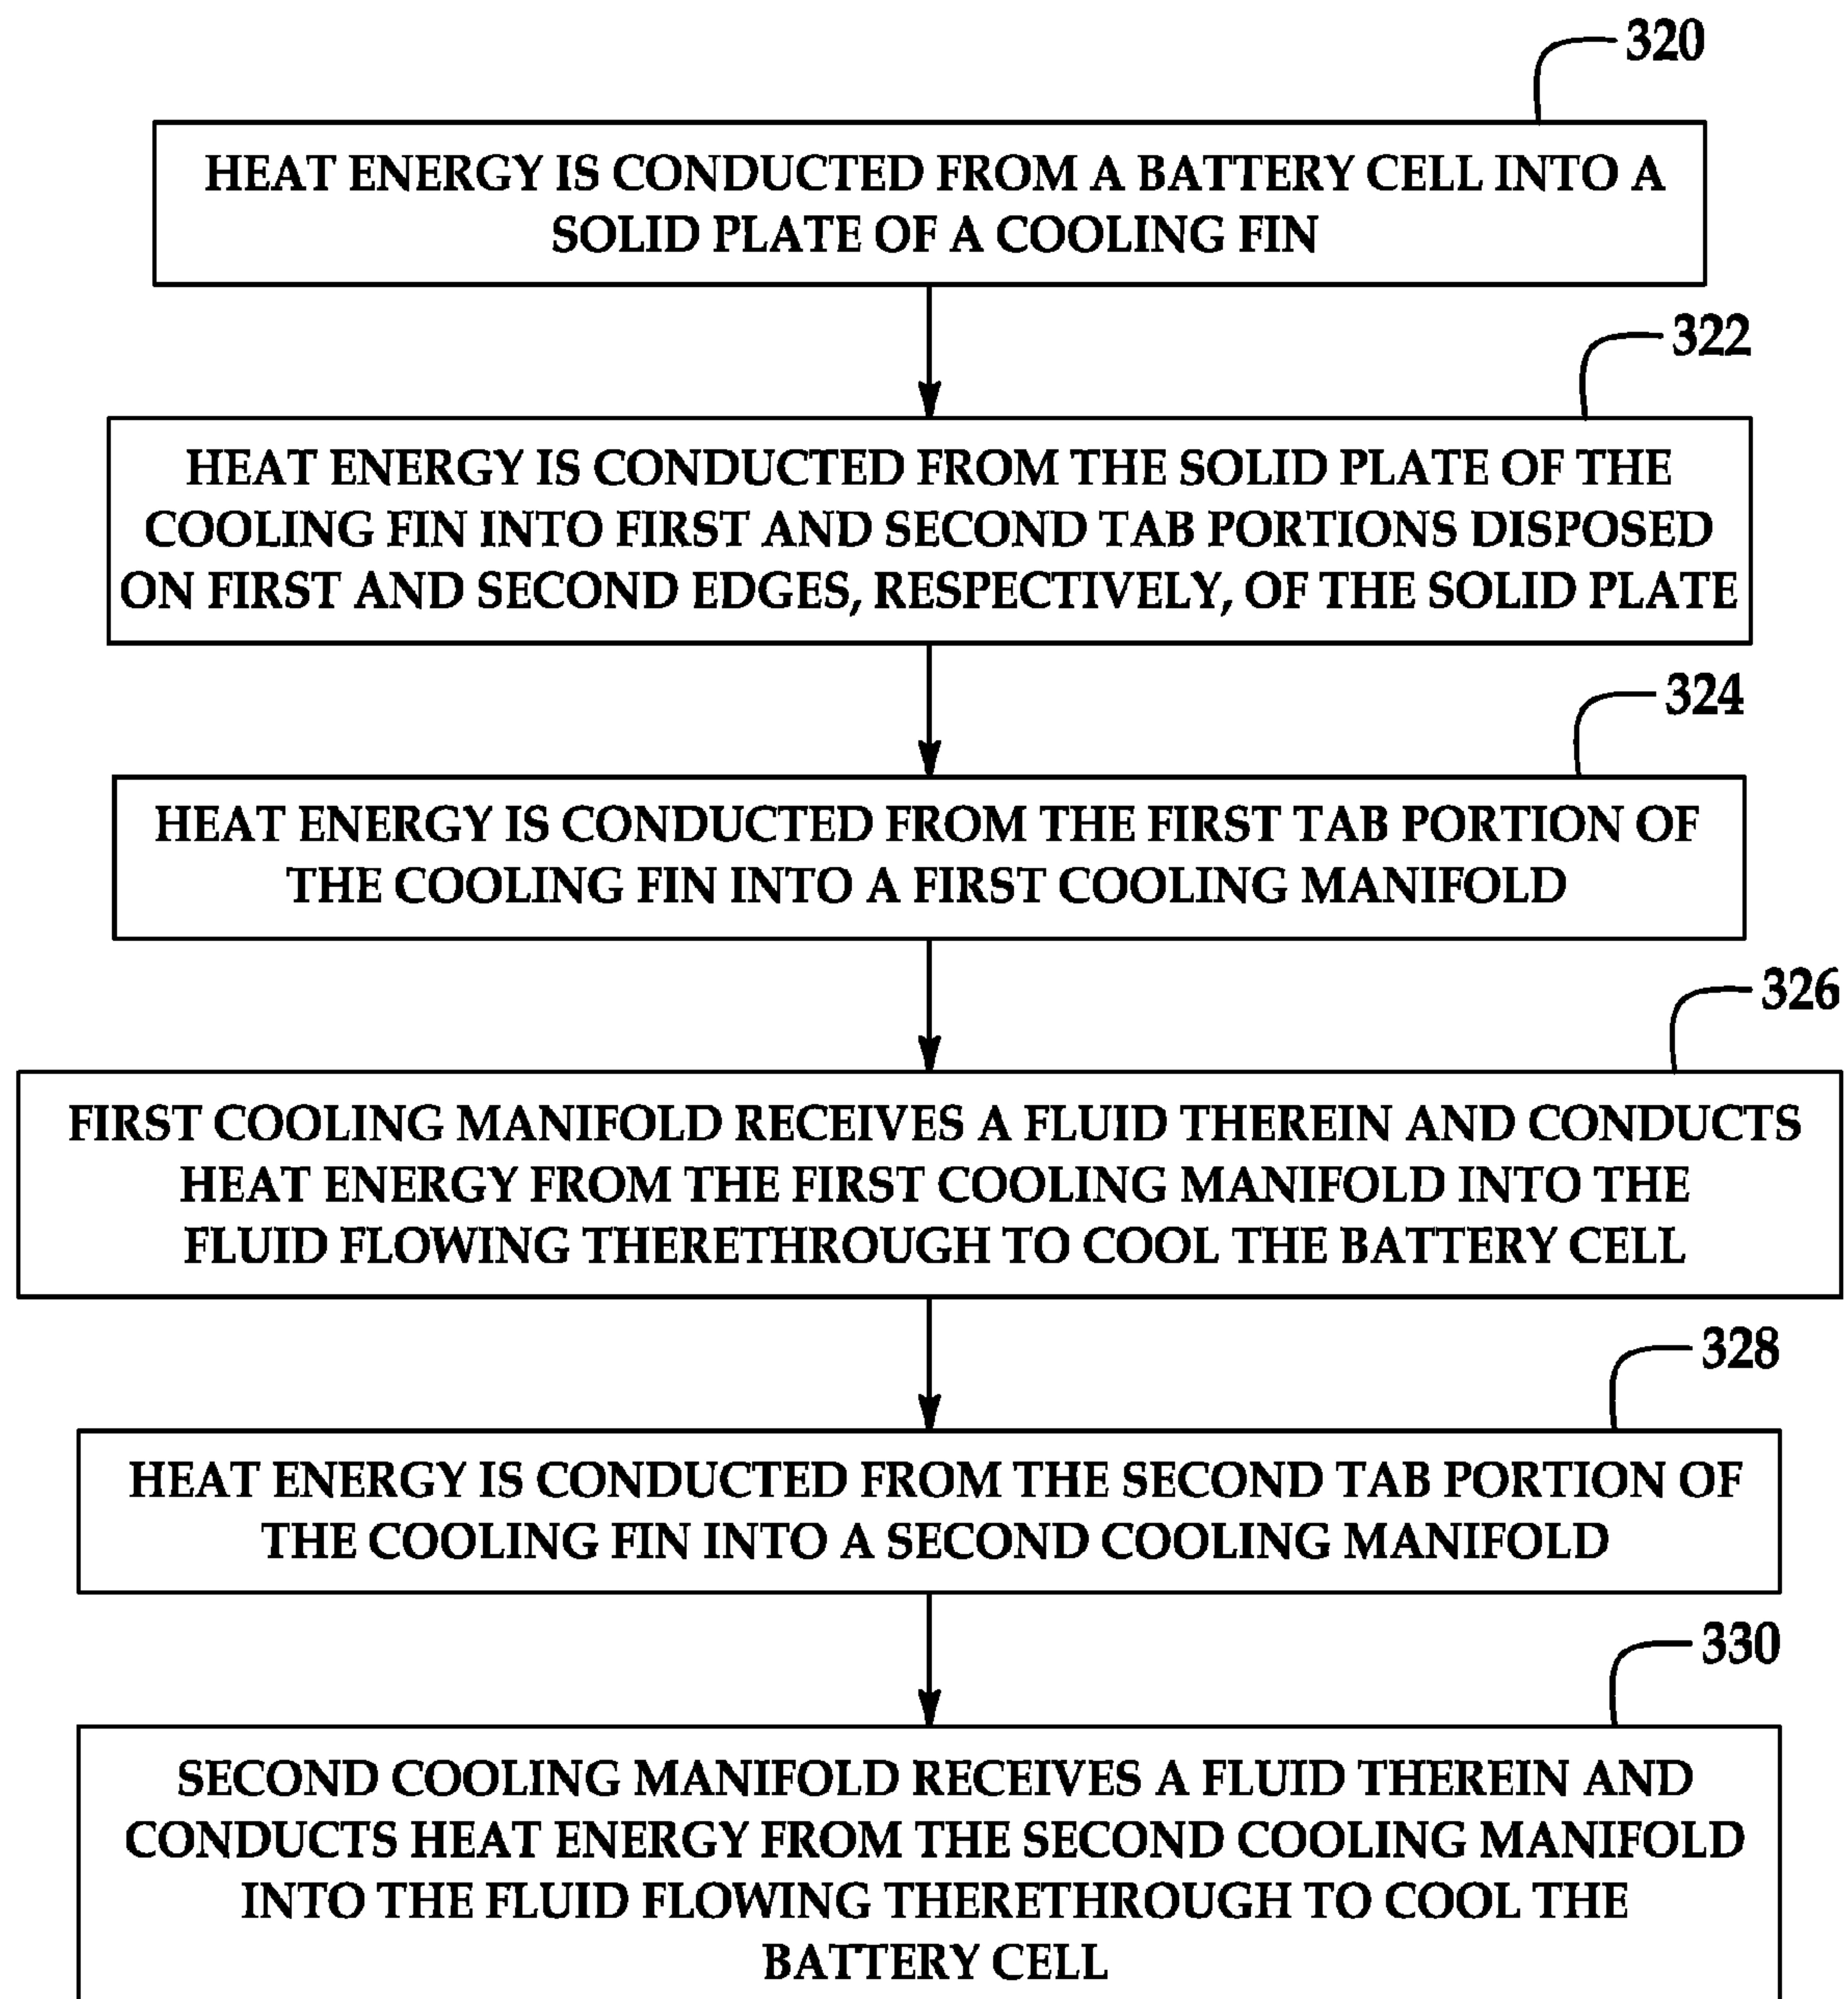 320
HEAT ENERGY IS CONDUCTED FROM A BATTERY CELL INTO A
SOLID PLATE OF A COOLING FIN
322
HEAT ENERGY IS CONDUCTED FROM THE SOLID PLATE OF THE
COOLING FIN INTO FIRST AND SECOND TAB PORTIONS DISPOSED
ON FIRST AND SECOND EDGES, RESPECTIVELY, OF THE SOLID PLATE
324
HEAT ENERGY IS CONDUCTED FROM THE FIRST TAB PORTION OF
THE COOLING FIN INTO A FIRST COOLING MANIFOLD
326
FIRST COOLING MANIFOLD RECEIVES A FLUID THEREIN AND CONDUCTS
HEAT ENERGY FROM THE FIRST COOLING MANIFOLD INTO THE
FLUID FLOWING THERETHROUGH TO COOL THE BATTERY CELL
328
HEAT ENERGY IS CONDUCTED FROM THE SECOND TAB PORTION OF
THE COOLING FIN INTO A SECOND COOLING MANIFOLD
330
SECOND COOLING MANIFOLD RECEIVES A FLUID THEREIN AND
CONDUCTS HEAT ENERGY FROM THE SECOND COOLING MANIFOLD
INTO THE FLUID FLOWING THERETHROUGH TO COOL THE
BATTERY CELL